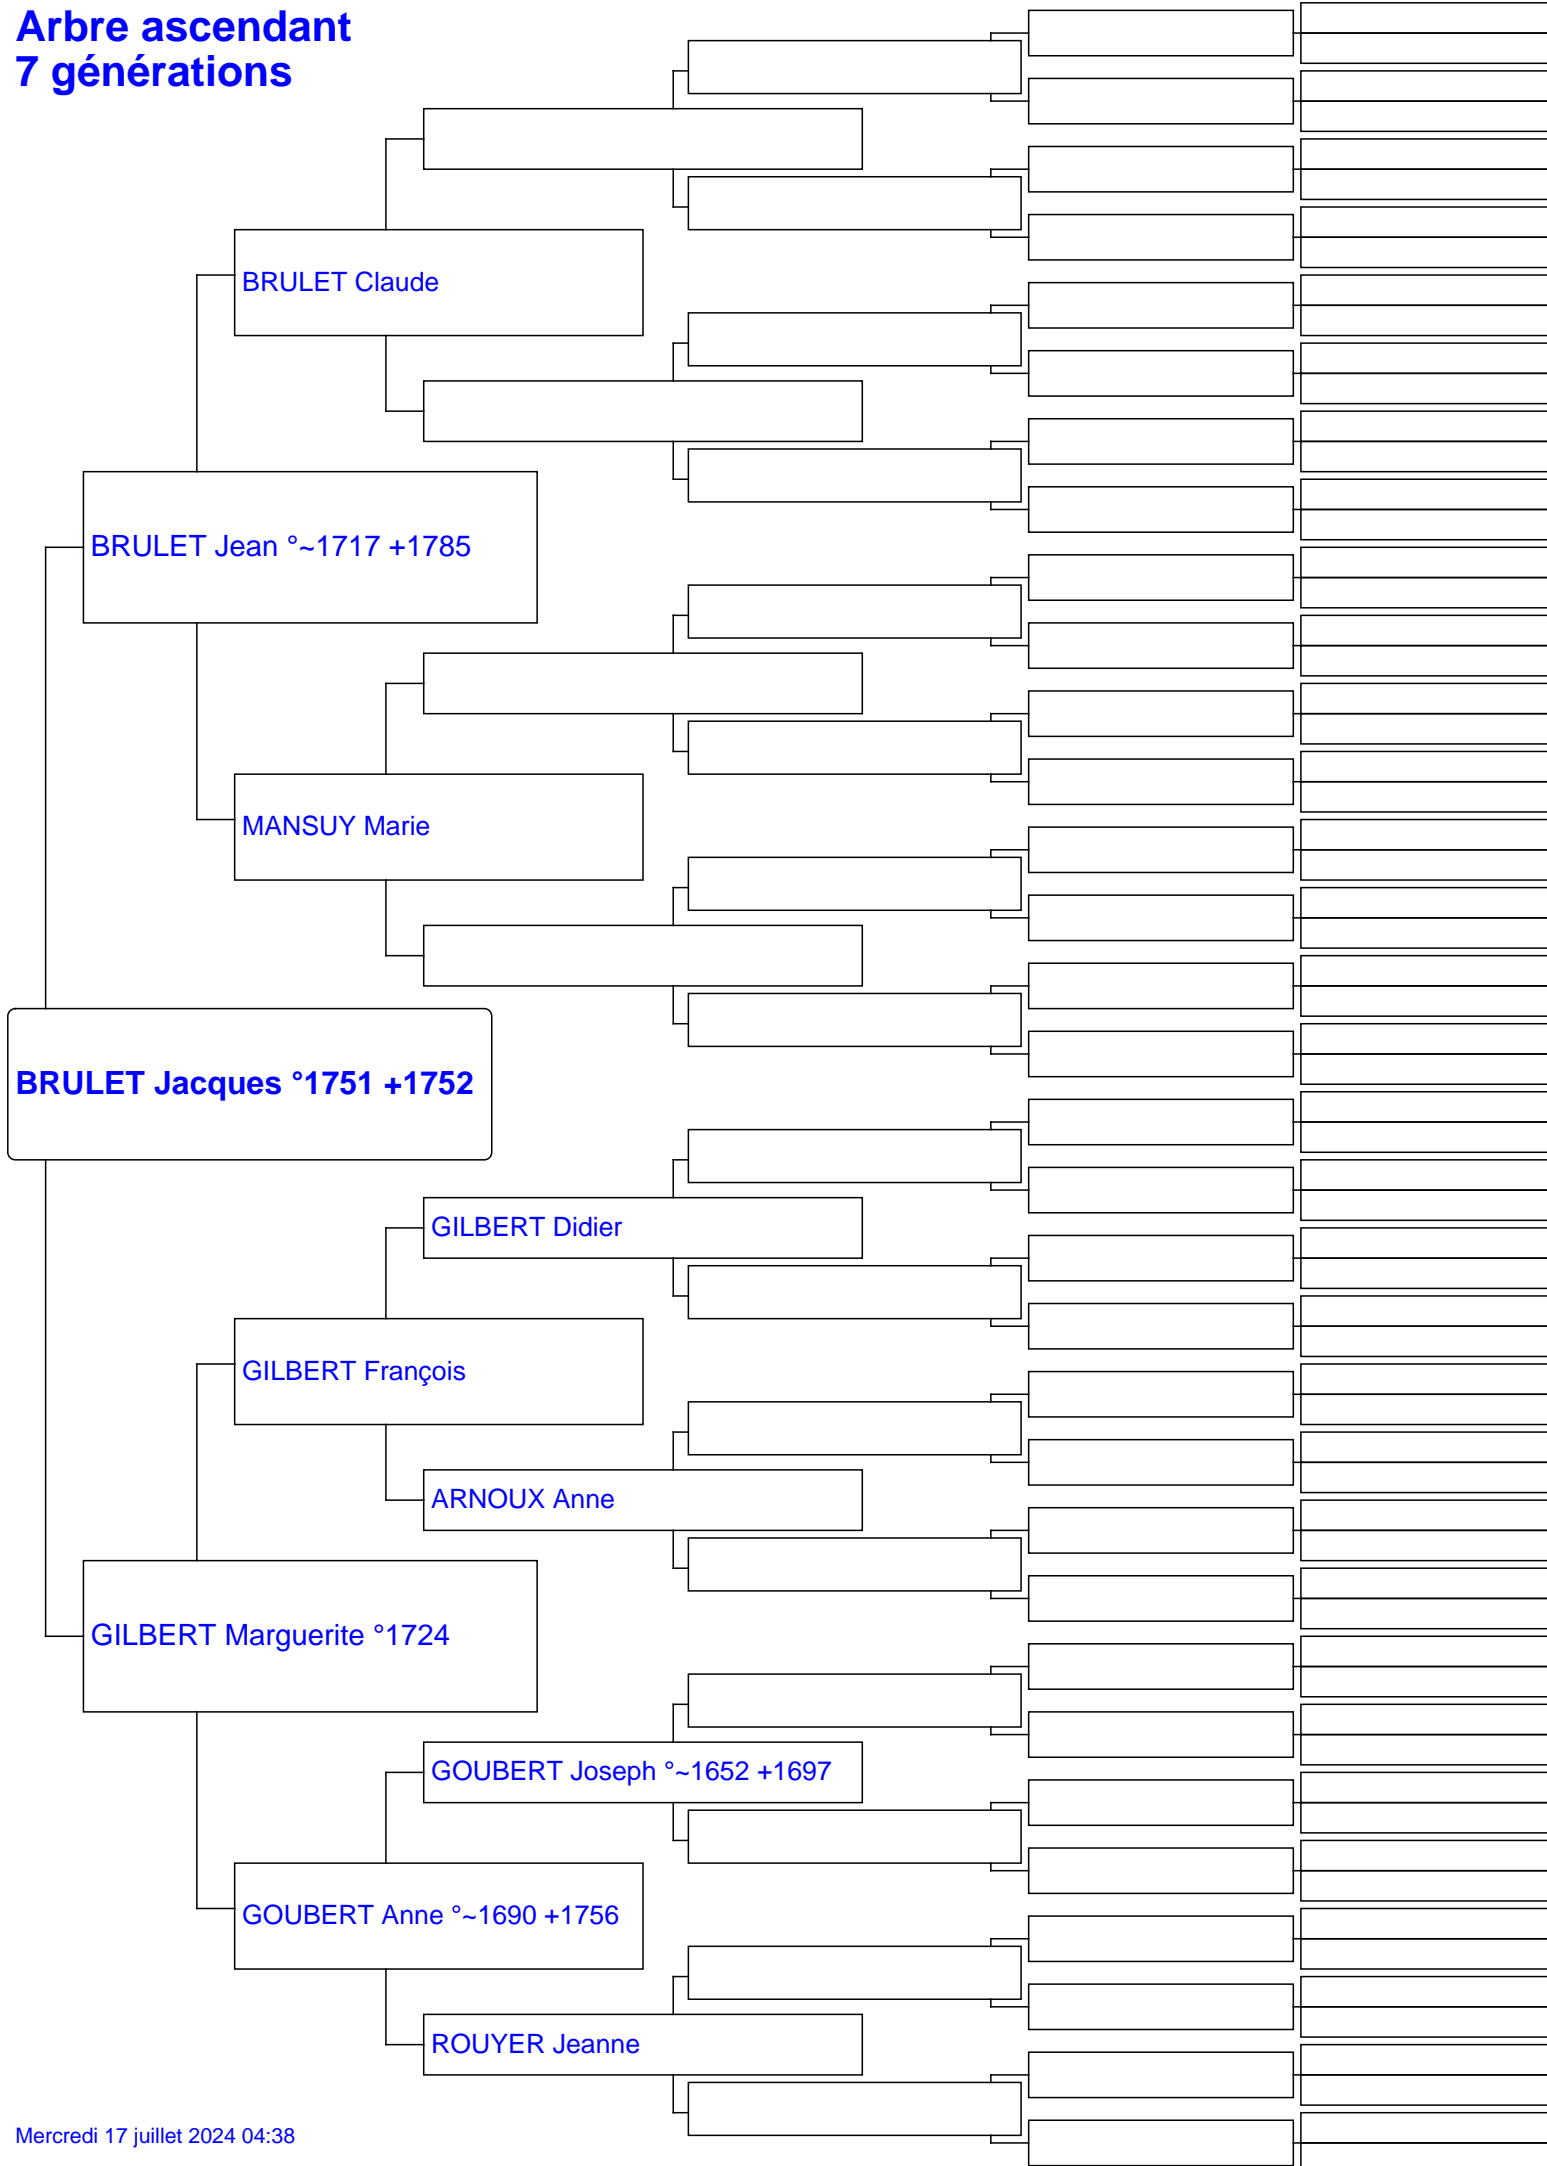 Arbre ascendant
7 générations
BRULET Claude
BRULET Jean °~1717 +1785
MANSUY Marie
BRULET Jacques °1751 +1752
GILBERT Didier
GILBERT François
ARNOUX Anne
GILBERT Marguerite °1724
GOUBERT Joseph °~1652 +1697
GOUBERT Anne °~1690 +1756
ROUYER Jeanne
Mercredi 17 juillet 2024 04:38